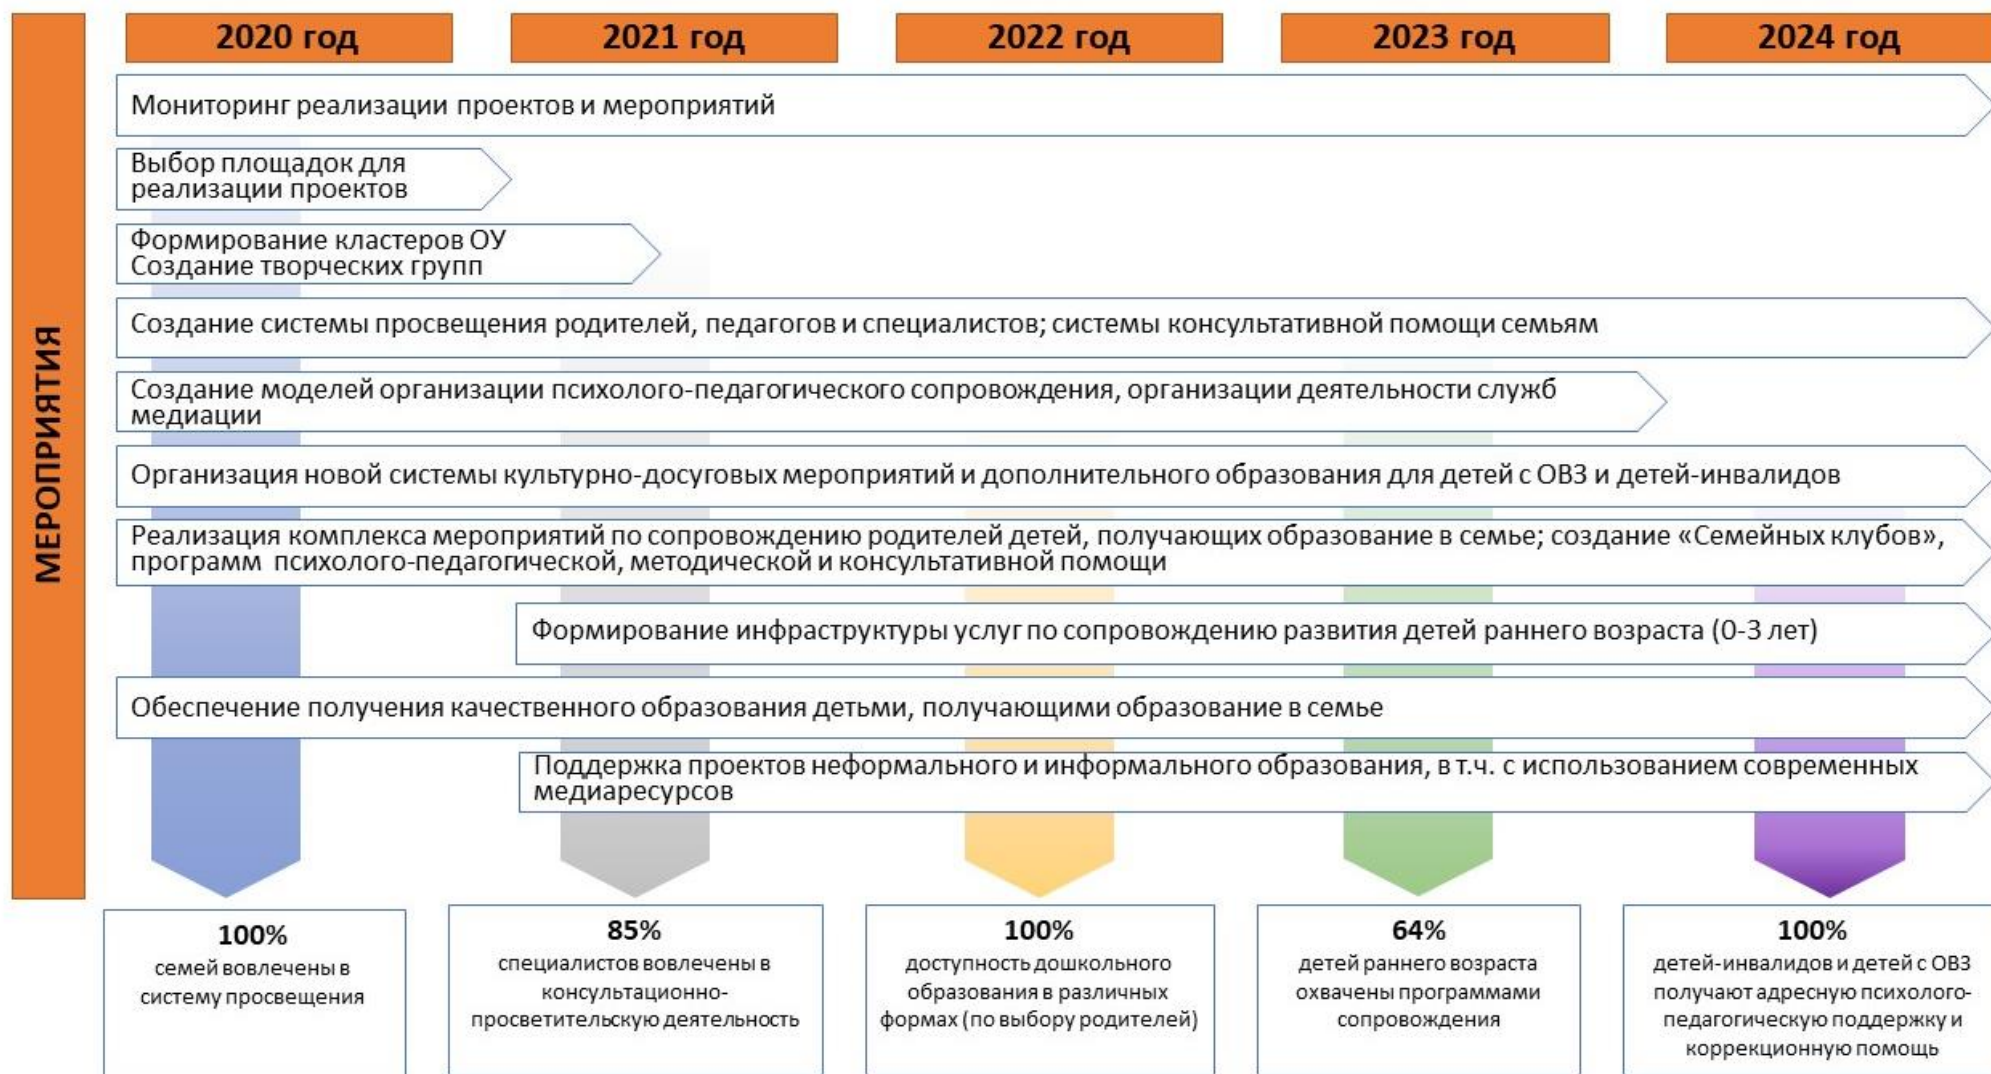 2020 год
2021 год
2022 год
2023 год
2024 год
МЕРОПРИЯТИЯ
Мониторинг реализации проектов и мероприятий
Выбор площадок для
реализации проектов
Формирование кластеров ОУ
Создание творческих групп
Создание системы просвещения родителей, педагогов и специалистов; системы консультативной помощи семьям
Создание моделей организации психолого-педагогического сопровождения, организации деятельности служб
медиации
Организация новой системы культурно-досуговых мероприятий и дополнительного образования для детей с ОВЗ и детей-инвалидов
Реализация комплекса мероприятий по сопровождению родителей детей, получающих образование в семье; создание «Семейных клубов»,
программ психолого-педагогической, методической и консультативной помощи
Формирование инфраструктуры услуг по сопровождению развития детей раннего возраста (0-3 лет)
Обеспечение получения качественного образования детьми, получающими образование в семье
Поддержка проектов неформального и информального образования, в т.ч. с использованием современных
медиаресурсов
100%
семей вовлечены в
систему просвещения
85%
специалистов вовлечены в
консультационно-
просветительскую деятельность
100%
доступность дошкольного
образования в различных
формах (по выбору родителей)
64%
детей раннего возраста
охвачены программами
сопровождения
100%
детей-инвалидов и детей с ОВЗ
получают адресную психолого-
педагогическую поддержку и
коррекционную помощь